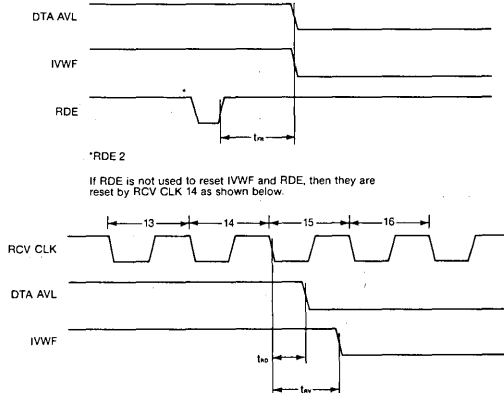 DTA AVL
IVWF
RDE
*
*RDE 2
If RDE is not used to reset IVWF and RDE, then they are
reset by RCV CLK 14 as shown below.
13 14 15 16
RCV CLK
DTA AVL
IVWF
tRD
tRV